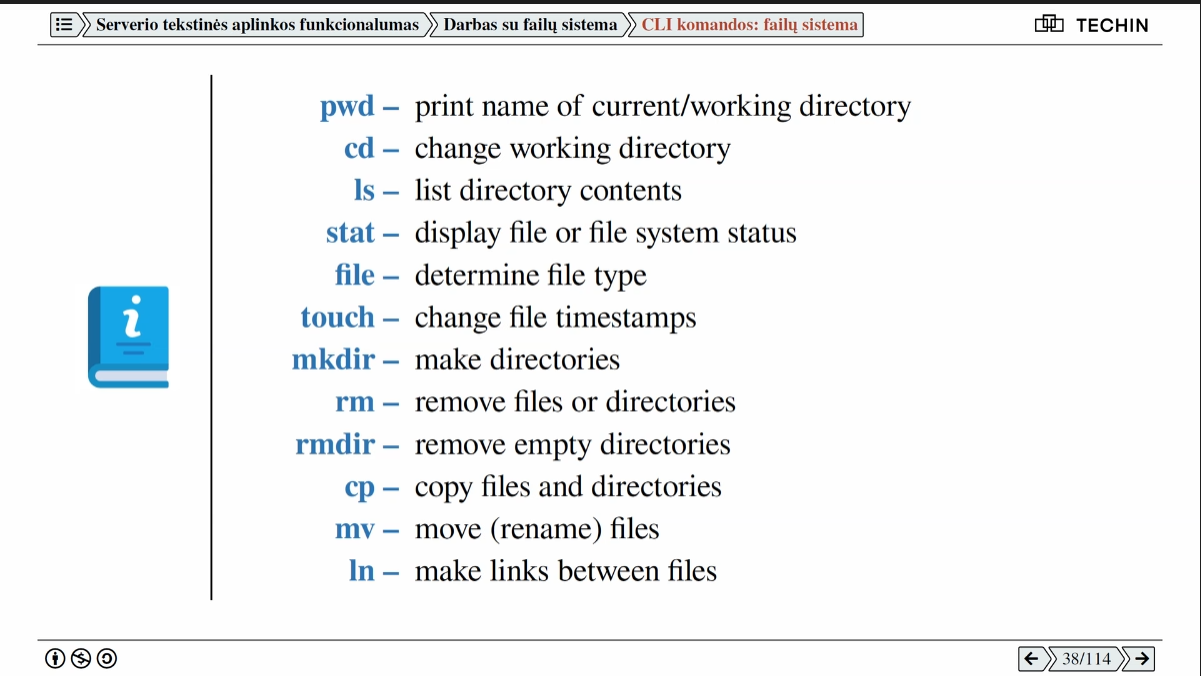 Serverio tekstinės aplinkos funkcionalumas Darbas su failų sistema CLI komandos: failų sistema TECHIN
pwd – print name of current/working directory
cd – change working directory
ls – list directory contents
stat – display file or file system status
file – determine file type
touch – change file timestamps
mkdir – make directories
rm – remove files or directories
rmdir – remove empty directories
cp – copy files and directories
mv – move (rename) files
ln – make links between files
38/114